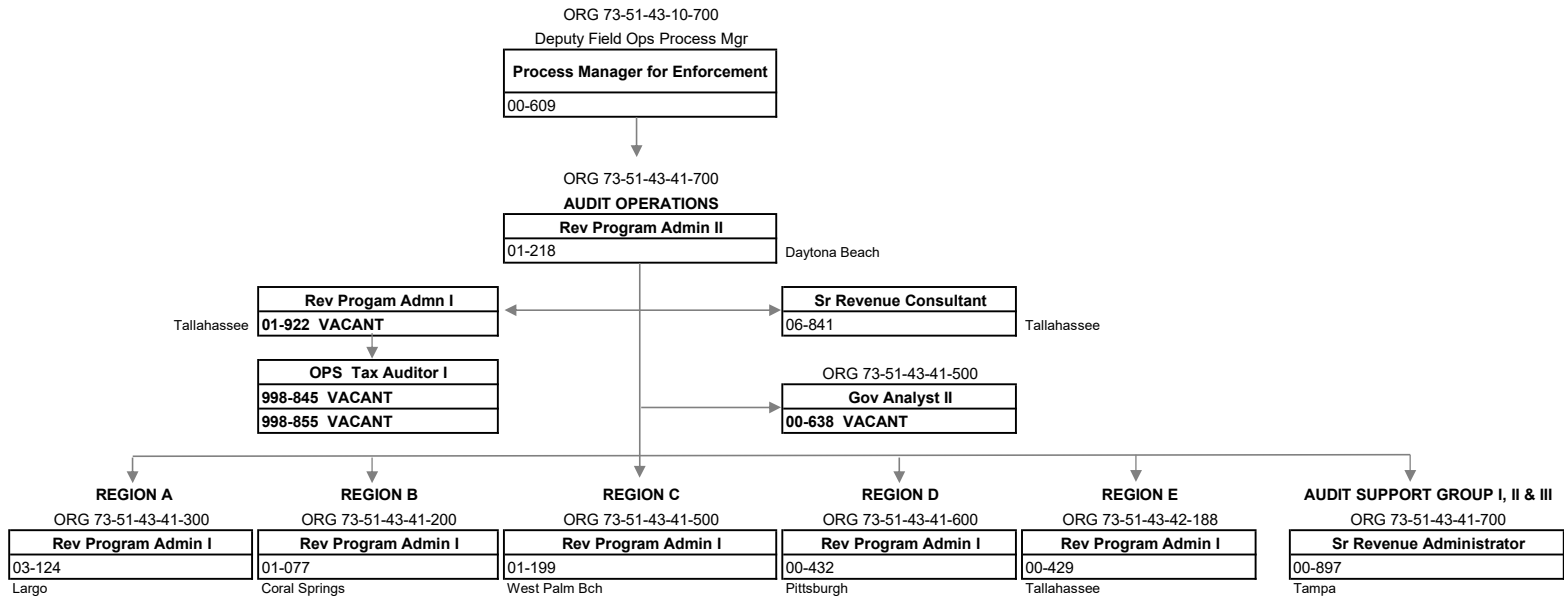 ORG 73-51-43-10-700
Deputy Field Ops Process Mgr
Process Manager for Enforcement
00-609
ORG 73-51-43-41-700
AUDIT OPERATIONS
Rev Program Admin II
01-218
Daytona Beach
Rev Progam Admn I
Tallahassee
01-922 VACANT
Sr Revenue Consultant
06-841
Tallahassee
OPS Tax Auditor I
998-845 VACANT
998-855 VACANT
ORG 73-51-43-41-500
Gov Analyst II
00-638 VACANT
REGION A
ORG 73-51-43-41-300
Rev Program Admin I
03-124
Largo
REGION B
ORG 73-51-43-41-200
Rev Program Admin I
01-077
Coral Springs
REGION C
ORG 73-51-43-41-500
Rev Program Admin I
01-199
West Palm Bch
REGION D
ORG 73-51-43-41-600
Rev Program Admin I
00-432
Pittsburgh
REGION E
ORG 73-51-43-42-188
Rev Program Admin I
00-429
Tallahassee
AUDIT SUPPORT GROUP I, II & III
ORG 73-51-43-41-700
Sr Revenue Administrator
00-897
Tampa